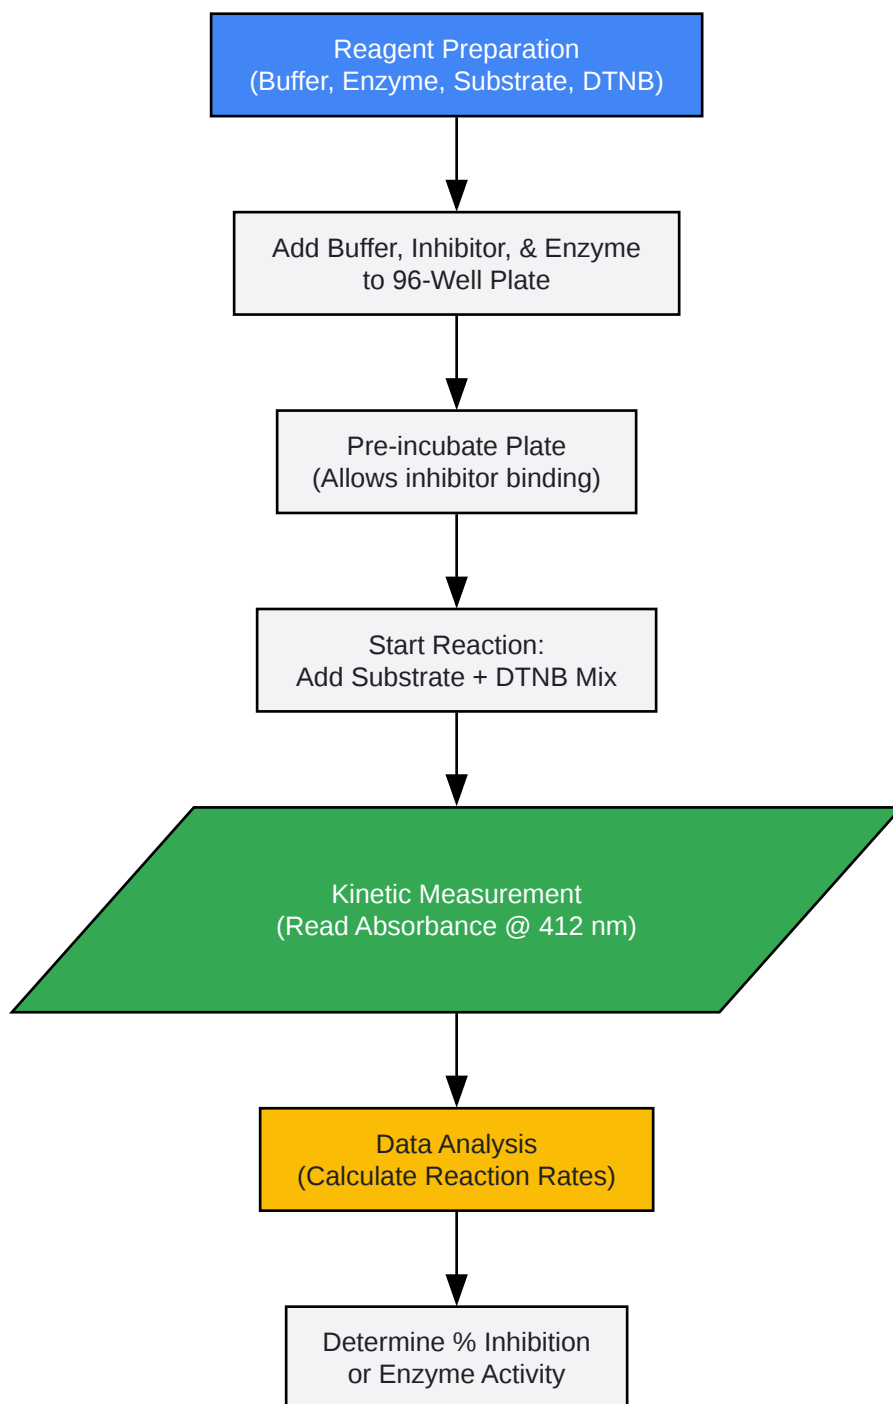 Reagent Preparation
(Buffer, Enzyme, Substrate, DTNB)
Add Buffer, Inhibitor, & Enzyme
to 96-Well Plate
Pre-incubate Plate
(Allows inhibitor binding)
Start Reaction:
Add Substrate + DTNB Mix
Kinetic Measurement
(Read Absorbance @ 412 nm)
Data Analysis
(Calculate Reaction Rates)
Determine % Inhibition
or Enzyme Activity